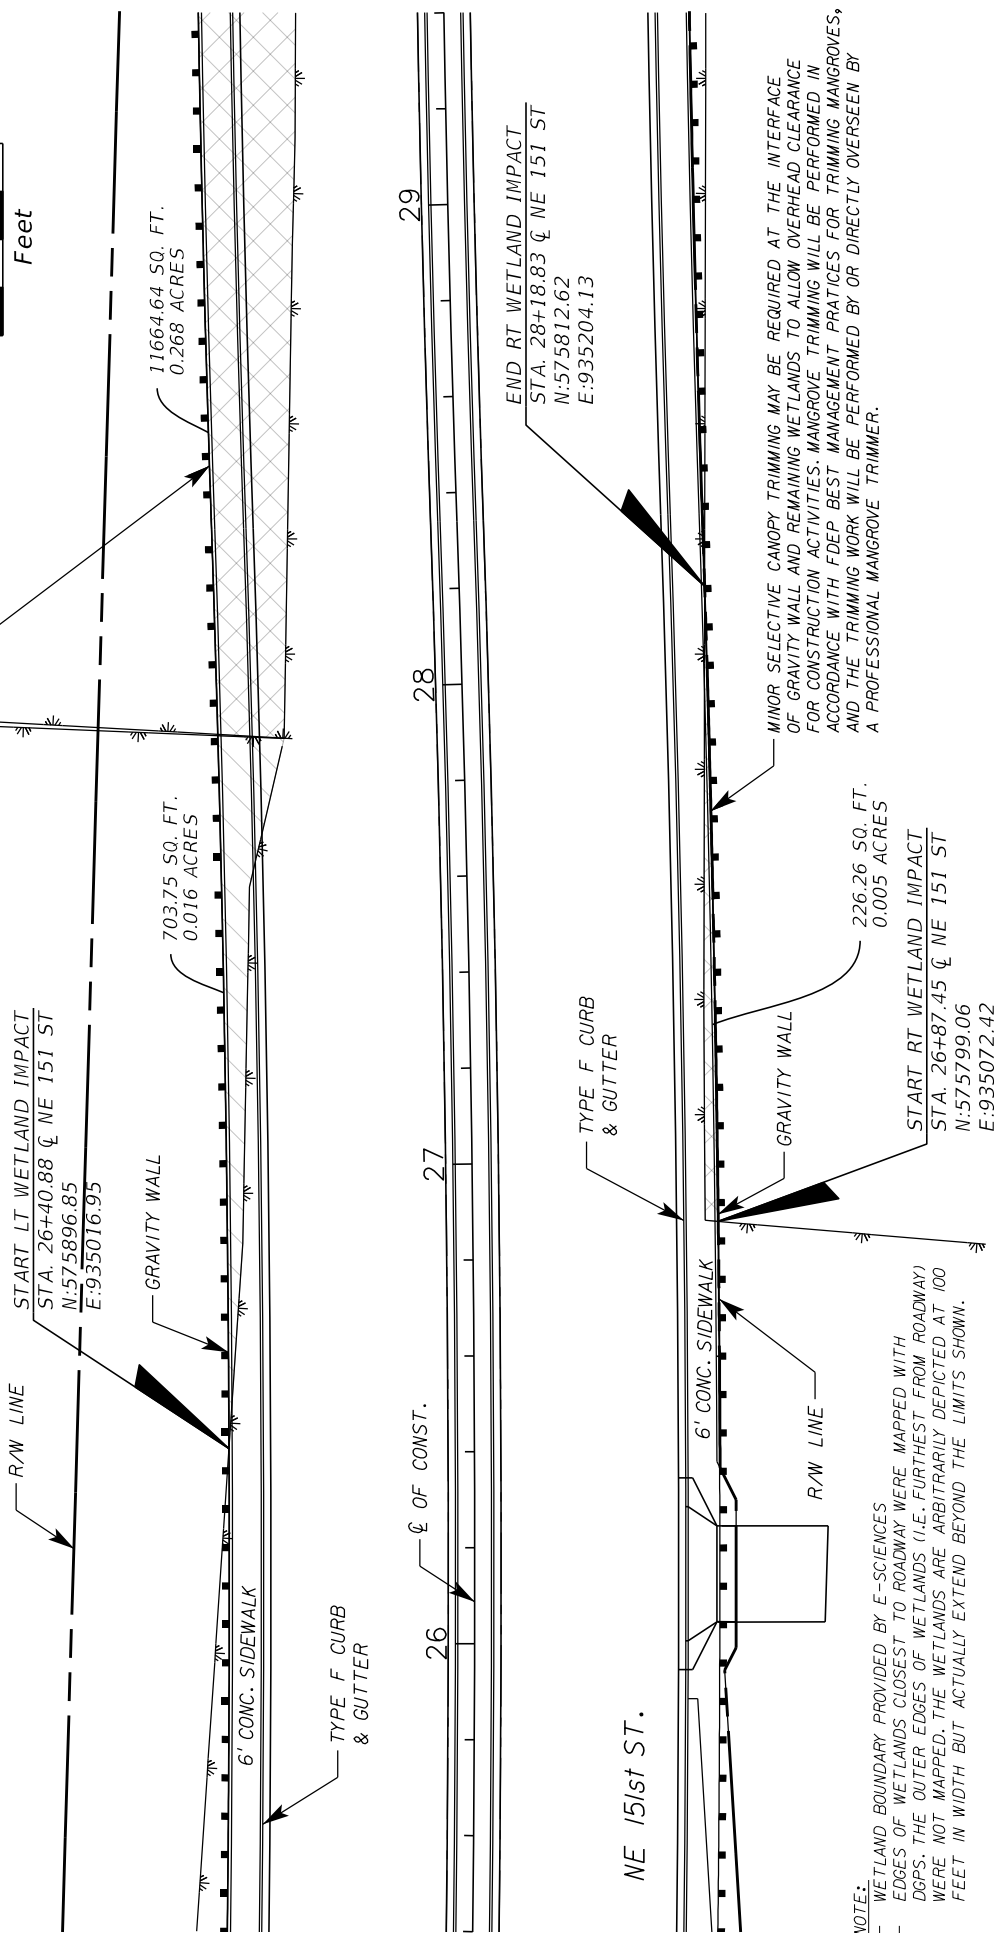 Feet
11664.64 SQ. FT.
0.268 ACRES
703.75 SQ. FT.
0.016 ACRES
START LT WETLAND IMPACT
STA. 26+40.88 ℄ NE 151 ST
N:575896.85
E:935016.95
GRAVITY WALL
R/W LINE
6' CONC. SIDEWALK
TYPE F CURB
& GUTTER
℄ OF CONST.
26
27
28
29
END RT WETLAND IMPACT
STA. 28+18.83 ℄ NE 151 ST
N:575812.62
E:935204.13
TYPE F CURB
& GUTTER
NE 151st ST.
6' CONC. SIDEWALK
R/W LINE
GRAVITY WALL
226.26 SQ. FT.
0.005 ACRES
START RT WETLAND IMPACT
STA. 26+87.45 ℄ NE 151 ST
N:575799.06
E:935072.42
MINOR SELECTIVE CANOPY TRIMMING MAY BE REQUIRED AT THE INTERFACE
OF GRAVITY WALL AND REMAINING WETLANDS TO ALLOW OVERHEAD CLEARANCE
FOR CONSTRUCTION ACTIVITIES. MANGROVE TRIMMING WILL BE PERFORMED IN
ACCORDANCE WITH FDEP BEST MANAGEMENT PRATICES FOR TRIMMING MANGROVES,
AND THE TRIMMING WORK WILL BE PERFORMED BY OR DIRECTLY OVERSEEN BY
A PROFESSIONAL MANGROVE TRIMMER.
NOTE:
- WETLAND BOUNDARY PROVIDED BY E-SCIENCES
- EDGES OF WETLANDS CLOSEST TO ROADWAY WERE MAPPED WITH
DGPS. THE OUTER EDGES OF WETLANDS (I.E. FURTHEST FROM ROADWAY)
WERE NOT MAPPED. THE WETLANDS ARE ARBITRARILY DEPICTED AT 100
FEET IN WIDTH BUT ACTUALLY EXTEND BEYOND THE LIMITS SHOWN.